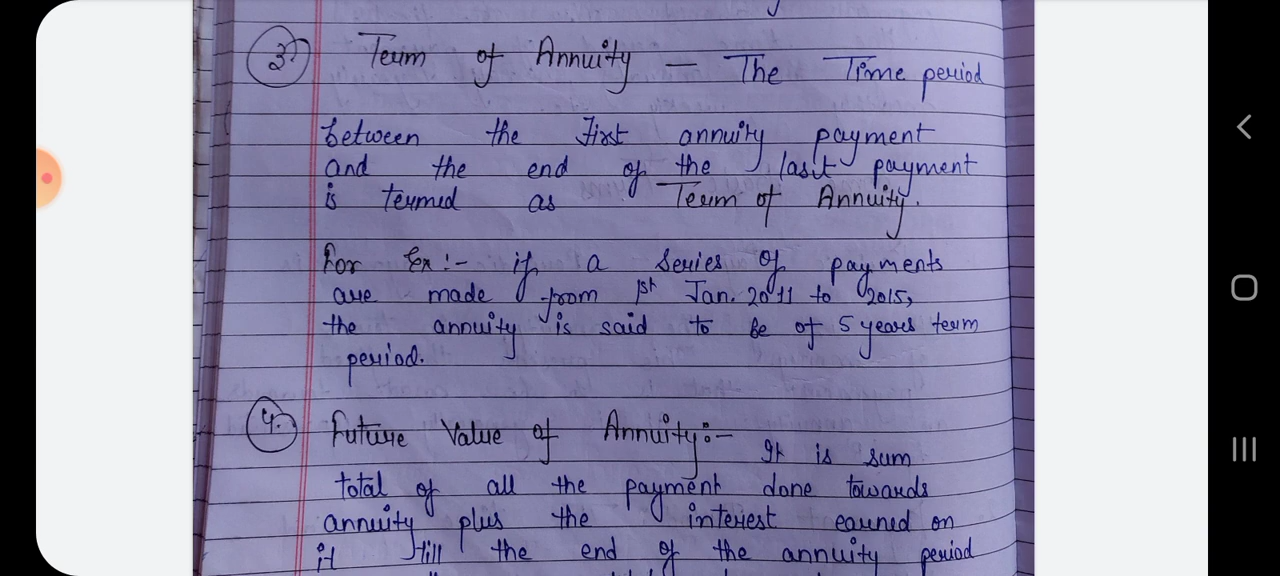 3. Term of Annuity - The Time period
between the First annuity payment
and the end of the last payment
is termed as Term of Annuity.
For Ex:- if a series of payments
are made from 1st Jan. 2011 to 2015,
the annuity is said to be of 5 years term
period.
4. Future Value of Annuity:- It is sum
total of all the payment done towards
annuity plus the interest earned on
it till the end of the annuity period